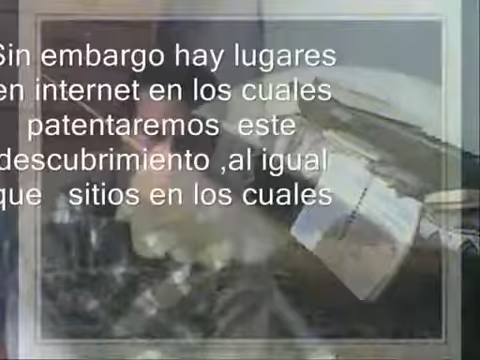 Sin embargo hay lugares
en internet en los cuales
patentaremos este
descubrimiento ,al igual
que sitios en los cuales